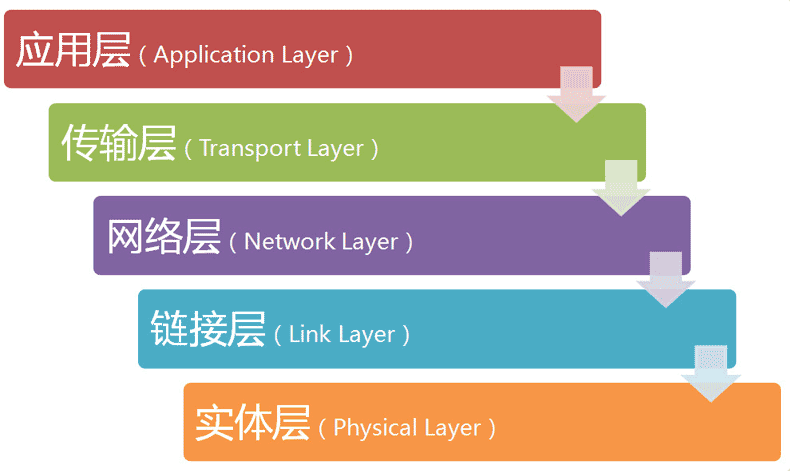 应用层（Application Layer）
传输层（Transport Layer）
网络层（Network Layer）
链接层（Link Layer）
实体层（Physical Layer）